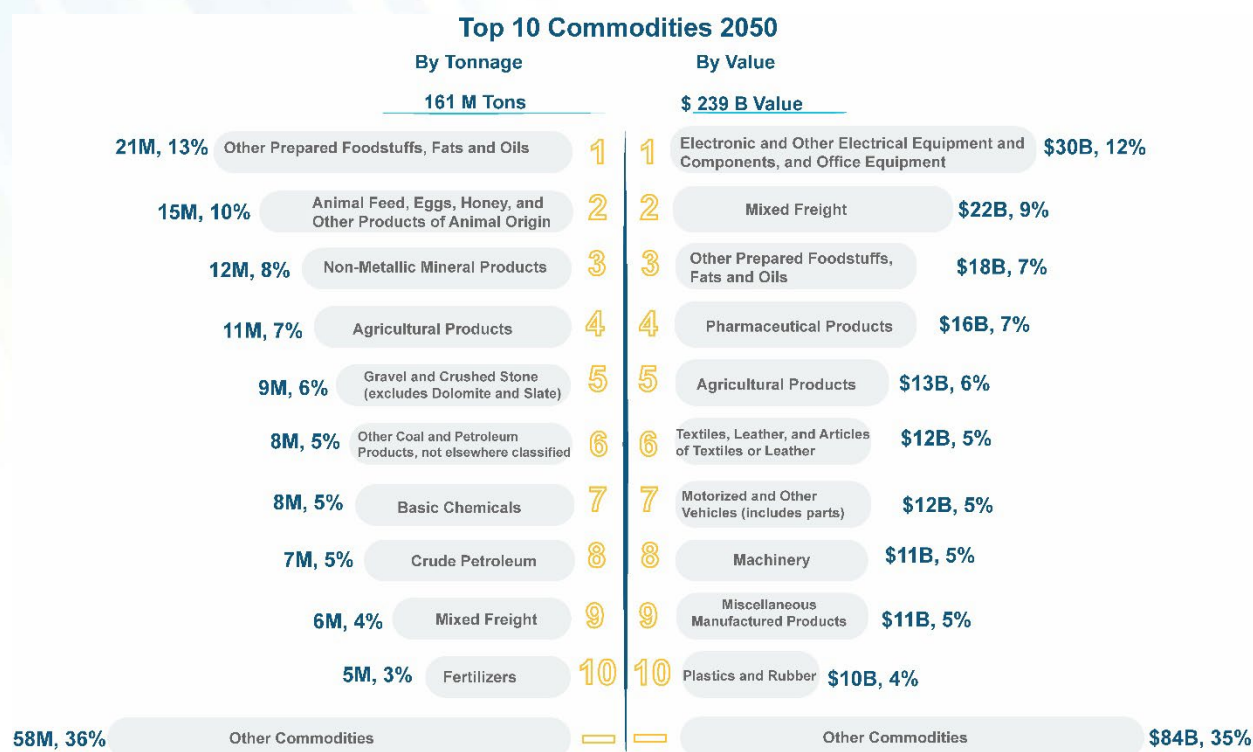 Top 10 Commodities 2050
By Tonnage
By Value
161 M Tons
$ 239 B Value
21M, 13%
Other Prepared Foodstuffs, Fats and Oils
1
1
Electronic and Other Electrical Equipment and
Components, and Office Equipment
$30B, 12%
15M, 10%
Animal Feed, Eggs, Honey, and
Other Products of Animal Origin
2
2
Mixed Freight
$22B, 9%
12M, 8%
Non-Metallic Mineral Products
3
3
Other Prepared Foodstuffs,
Fats and Oils
$18B, 7%
11M, 7%
Agricultural Products
4
4
Pharmaceutical Products
$16B, 7%
9M, 6%
Gravel and Crushed Stone
(excludes Dolomite and Slate)
5
5
Agricultural Products
$13B, 6%
8M, 5%
Other Coal and Petroleum
Products, not elsewhere classified
6
6
Textiles, Leather, and Articles
of Textiles or Leather
$12B, 5%
8M, 5%
Basic Chemicals
7
7
Motorized and Other
Vehicles (includes parts)
$12B, 5%
7M, 5%
Crude Petroleum
8
8
Machinery
$11B, 5%
6M, 4%
Mixed Freight
9
9
Miscellaneous
Manufactured Products
$11B, 5%
5M, 3%
Fertilizers
10
10
Plastics and Rubber
$10B, 4%
58M, 36%
Other Commodities
Other Commodities
$84B, 35%